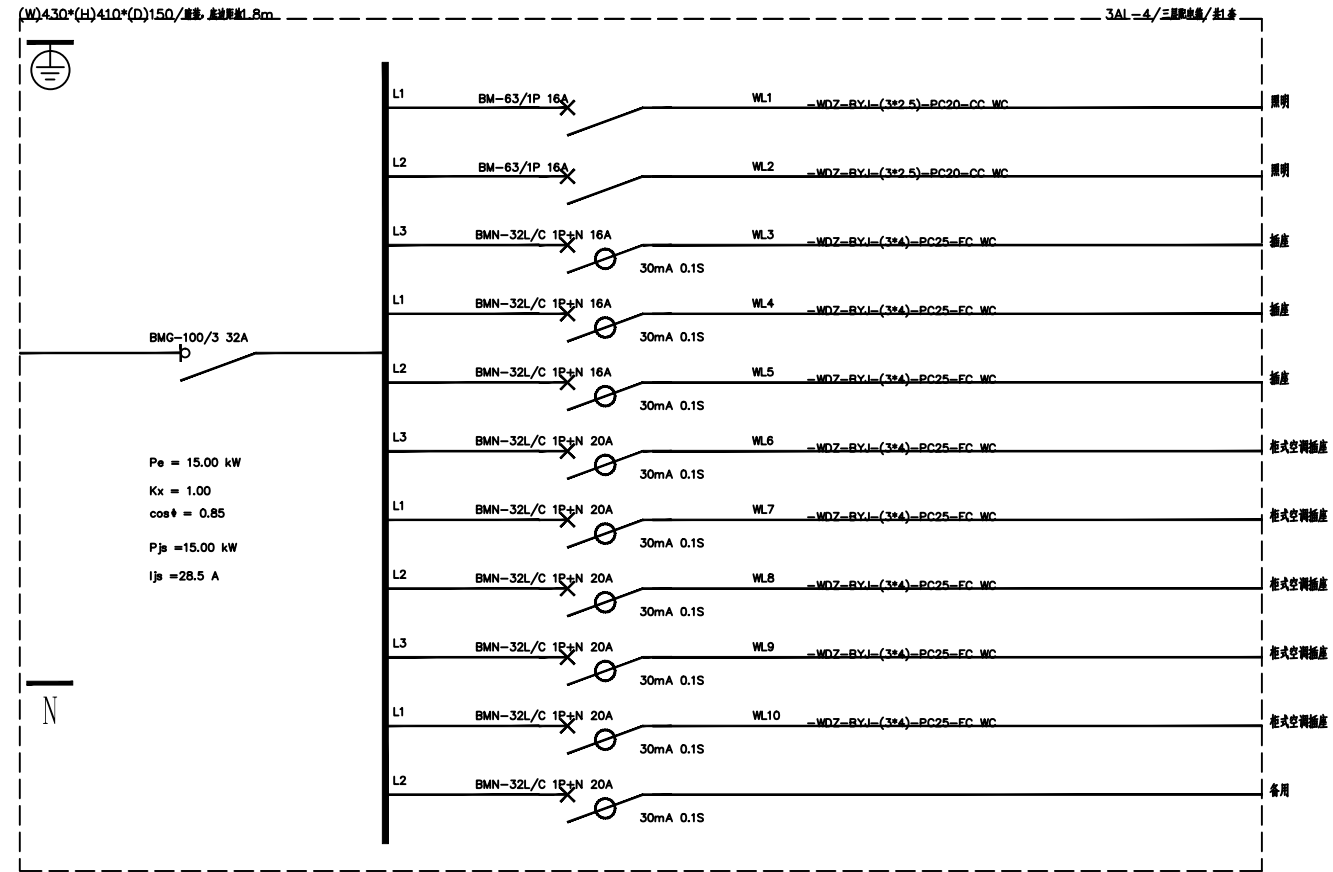 (W)430*(H)410*(D)150/暗装, 底边距地1.8m
3AL-4/三层配电箱/共1台
L1 BM-63/1P 16A WL1 -WDZ-BYJ-(3*2.5)-PC20-CC WC 照明
L2 BM-63/1P 16A WL2 -WDZ-BYJ-(3*2.5)-PC20-CC WC 照明
L3 BMN-32L/C 1P+N 16A WL3 -WDZ-BYJ-(3*4)-PC25-FC WC 插座
30mA 0.1S
L1 BMN-32L/C 1P+N 16A WL4 -WDZ-BYJ-(3*4)-PC25-FC WC 插座
30mA 0.1S
BMG-100/3 32A
L2 BMN-32L/C 1P+N 16A WL5 -WDZ-BYJ-(3*4)-PC25-FC WC 插座
30mA 0.1S
L3 BMN-32L/C 1P+N 20A WL6 -WDZ-BYJ-(3*4)-PC25-FC WC 柜式空调插座
30mA 0.1S
L1 BMN-32L/C 1P+N 20A WL7 -WDZ-BYJ-(3*4)-PC25-FC WC 柜式空调插座
30mA 0.1S
L2 BMN-32L/C 1P+N 20A WL8 -WDZ-BYJ-(3*4)-PC25-FC WC 柜式空调插座
30mA 0.1S
L3 BMN-32L/C 1P+N 20A WL9 -WDZ-BYJ-(3*4)-PC25-FC WC 柜式空调插座
30mA 0.1S
L1 BMN-32L/C 1P+N 20A WL10 -WDZ-BYJ-(3*4)-PC25-FC WC 柜式空调插座
30mA 0.1S
L2 BMN-32L/C 1P+N 20A 备用
30mA 0.1S
Pe = 15.00 kW
Kx = 1.00
cosϕ = 0.85
Pjs =15.00 kW
Ijs =28.5 A
N